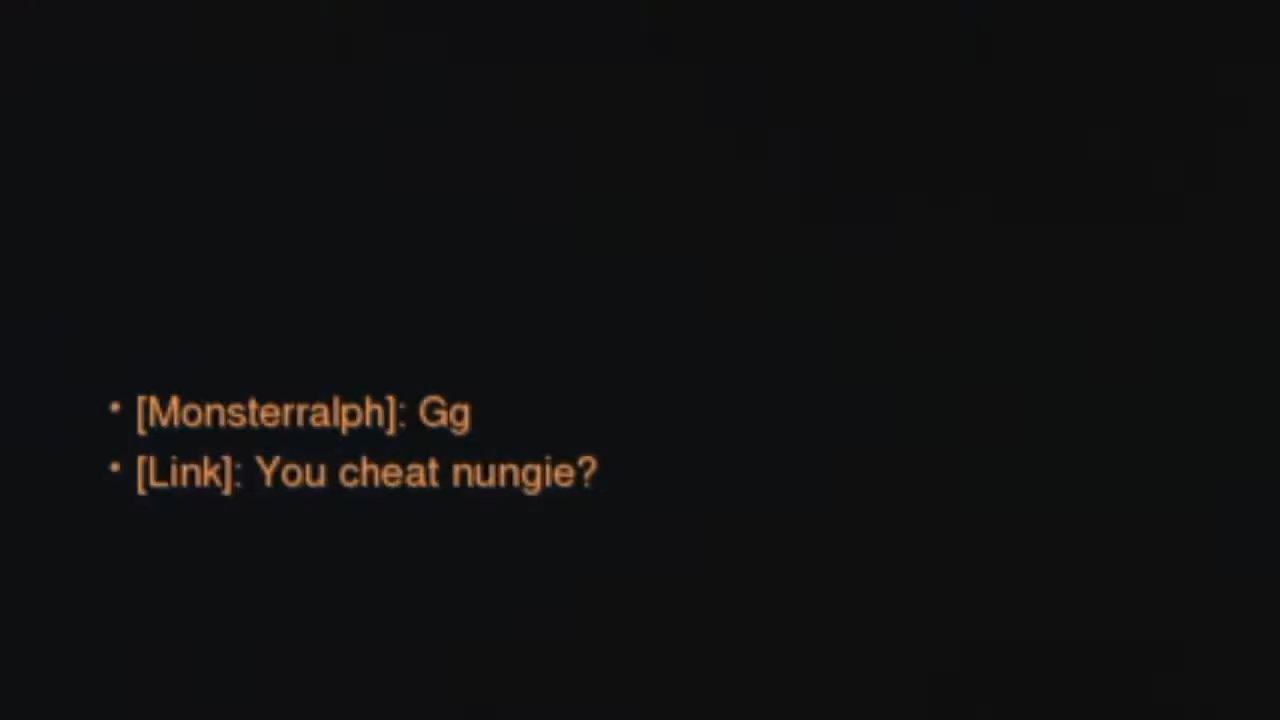 • [Monsterralph]: Gg
• [Link]: You cheat nungie?